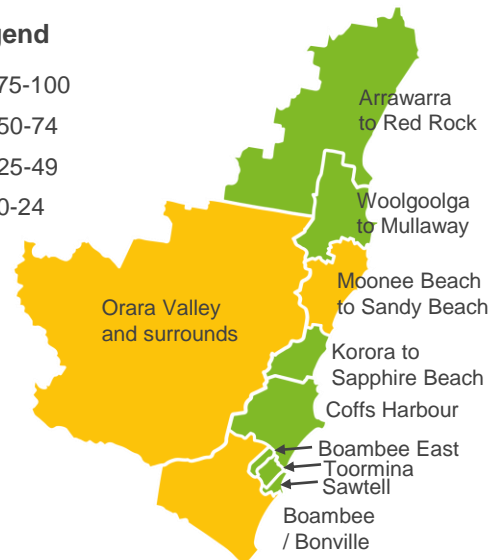 gend
75-100
50-74
25-49
0-24
Arrawarra
to Red Rock
Woolgoolga
to Mullaway
Moonee Beach
to Sandy Beach
Orara Valley
and surrounds
Korora to
Sapphire Beach
Coffs Harbour
Boambee East
Toormina
Sawtell
Boambee
/ Bonville